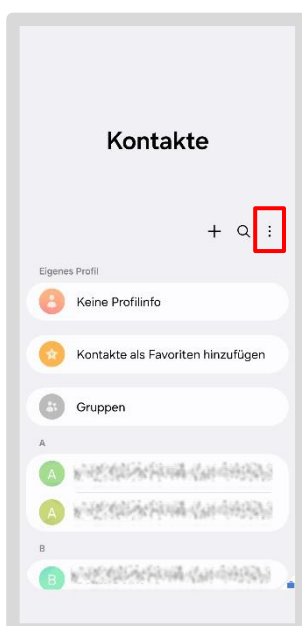 Kontakte
Eigenes Profil
Keine Profilinfo
Kontakte als Favoriten hinzufügen
Gruppen
A
A
A
B
B